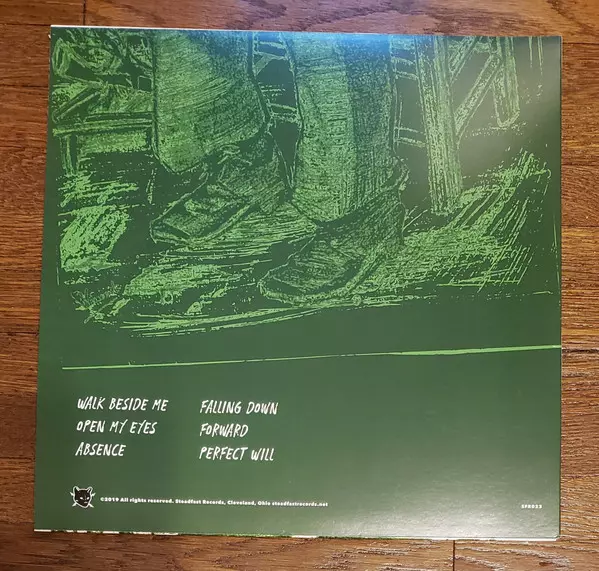 WALK BESIDE ME
OPEN MY EYES
ABSENCE
FALLING DOWN
FORWARD
PERFECT WILL
©2019 All rights reserved. Steadfast Records, Cleveland, Ohio steadfastrecords.net
SFR023